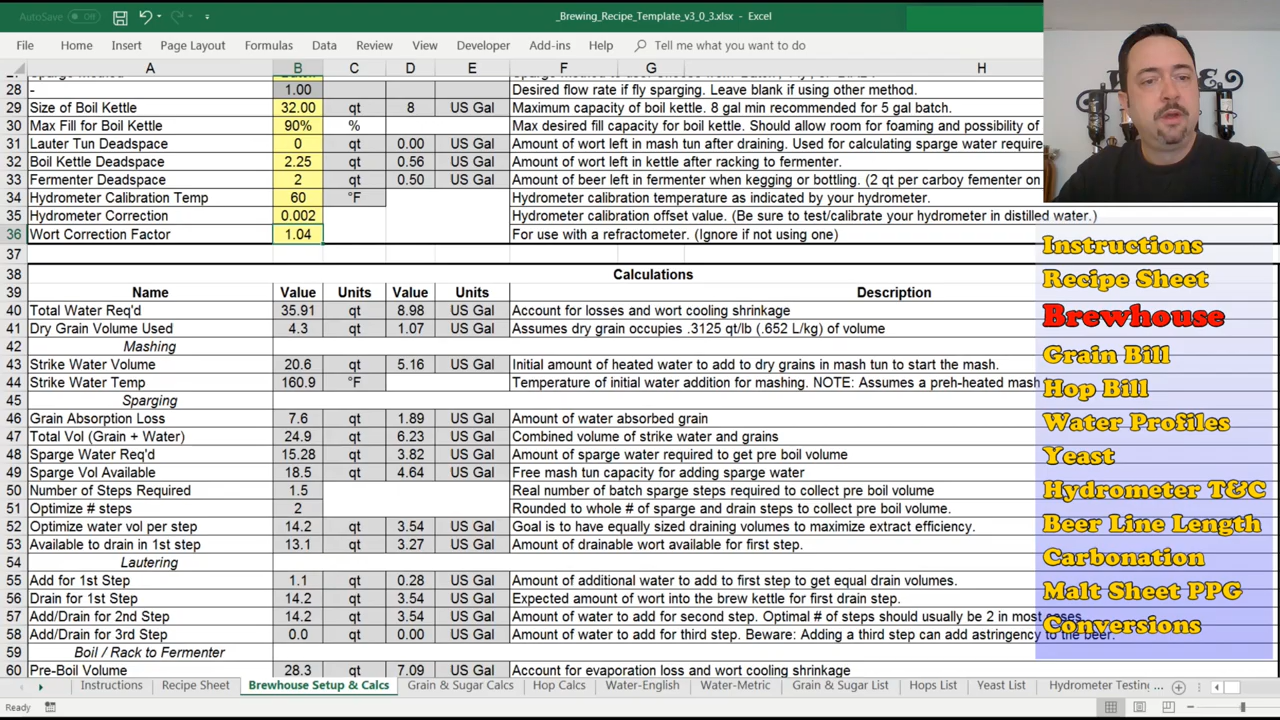 AutoSave Off
_Brewing_Recipe_Template_v3_0_3.xlsx - Excel
File Home Insert Page Layout Formulas Data Review View Developer Add-ins Help Tell me what you want to do
A B C D E F G H
28 - 1.00 Desired flow rate if fly sparging. Leave blank if using other method.
29 Size of Boil Kettle 32.00 qt 8 US Gal Maximum capacity of boil kettle. 8 gal min recommended for 5 gal batch.
30 Max Fill for Boil Kettle 90% % Max desired fill capacity for boil kettle. Should allow room for foaming and possibility of
31 Lauter Tun Deadspace 0 qt 0.00 US Gal Amount of wort left in mash tun after draining. Used for calculating sparge water require
32 Boil Kettle Deadspace 2.25 qt 0.56 US Gal Amount of wort left in kettle after racking to fermenter.
33 Fermenter Deadspace 2 qt 0.50 US Gal Amount of beer left in fermenter when kegging or bottling. (2 qt per carboy fementer on
34 Hydrometer Calibration Temp 60 °F Hydrometer calibration temperature as indicated by your hydrometer.
35 Hydrometer Correction 0.002 Hydrometer calibration offset value. (Be sure to test/calibrate your hydrometer in distilled water.)
36 Wort Correction Factor 1.04 For use with a refractometer. (Ignore if not using one)
37
38 Calculations
39 Name Value Units Value Units Description
40 Total Water Req'd 35.91 qt 8.98 US Gal Account for losses and wort cooling shrinkage
41 Dry Grain Volume Used 4.3 qt 1.07 US Gal Assumes dry grain occupies .3125 qt/lb (.652 L/kg) of volume
42 Mashing
43 Strike Water Volume 20.6 qt 5.16 US Gal Initial amount of heated water to add to dry grains in mash tun to start the mash.
44 Strike Water Temp 160.9 °F Temperature of initial water addition for mashing. NOTE: Assumes a preh-heated mash
45 Sparging
46 Grain Absorption Loss 7.6 qt 1.89 US Gal Amount of water absorbed grain
47 Total Vol (Grain + Water) 24.9 qt 6.23 US Gal Combined volume of strike water and grains
48 Sparge Water Req'd 15.28 qt 3.82 US Gal Amount of sparge water required to get pre boil volume
49 Sparge Vol Available 18.5 qt 4.64 US Gal Free mash tun capacity for adding sparge water
50 Number of Steps Required 1.5 Real number of batch sparge steps required to collect pre boil volume
51 Optimize # steps 2 Rounded to whole # of sparge and drain steps to collect pre boil volume.
52 Optimize water vol per step 14.2 qt 3.54 US Gal Goal is to have equally sized draining volumes to maximize extract efficiency.
53 Available to drain in 1st step 13.1 qt 3.27 US Gal Amount of drainable wort available for first step.
54 Lautering
55 Add for 1st Step 1.1 qt 0.28 US Gal Amount of additional water to add to first step to get equal drain volumes.
56 Drain for 1st Step 14.2 qt 3.54 US Gal Expected amount of wort into the brew kettle for first drain step.
57 Add/Drain for 2nd Step 14.2 qt 3.54 US Gal Amount of water to add for second step. Optimal # of steps should usually be 2 in most cases.
58 Add/Drain for 3rd Step 0.0 qt 0.00 US Gal Amount of water to add for third step. Beware: Adding a third step can add astringency to the beer.
59 Boil / Rack to Fermenter
60 Pre-Boil Volume 28.3 qt 7.09 US Gal Account for evaporation loss and wort cooling shrinkage
Instructions
Recipe Sheet
Brewhouse
Grain Bill
Hop Bill
Water Profiles
Yeast
Hydrometer T&C
Beer Line Length
Carbonation
Malt Sheet PPG
Conversions
Instructions Recipe Sheet Brewhouse Setup & Calcs Grain & Sugar Calcs Hop Calcs Water-English Water-Metric Grain & Sugar List Hops List Yeast List Hydrometer Testing ...
Ready